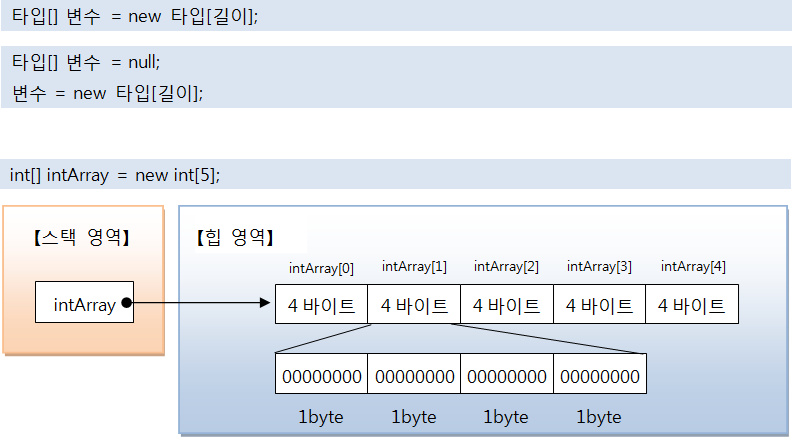 타입[] 변수 = new 타입[길이];
타입[] 변수 = null;
변수 = new 타입[길이];
int[] intArray = new int[5];
【스택 영역】
【힙 영역】
intArray[0] intArray[1] intArray[2] intArray[3] intArray[4]
intArray
4 바이트 4 바이트 4 바이트 4 바이트 4 바이트
00000000 00000000 00000000 00000000
1byte 1byte 1byte 1byte